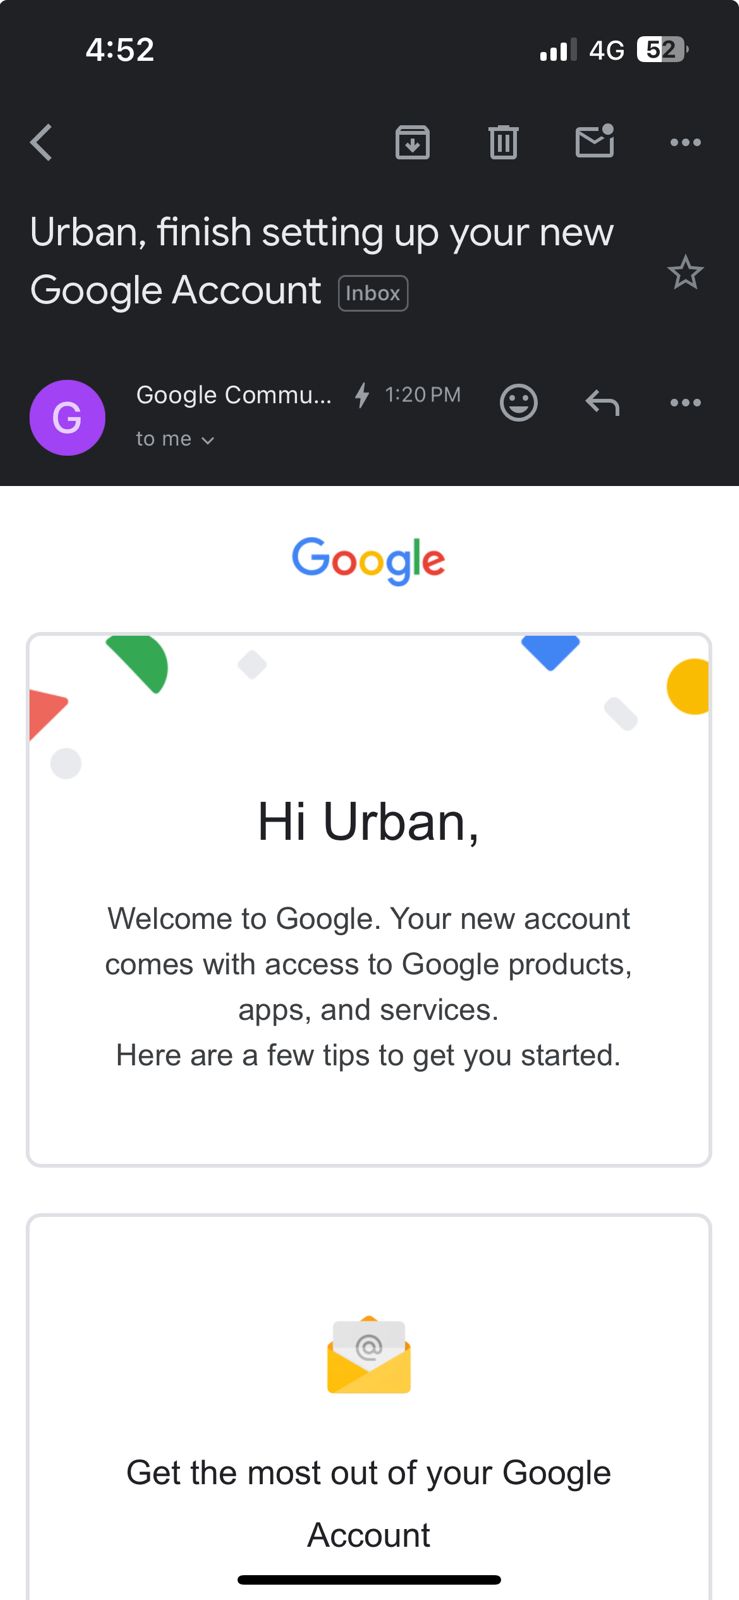 4:52
4G 52
Urban, finish setting up your new
Google Account Inbox
G
Google Commu... 1:20 PM
to me
Google
Hi Urban,
Welcome to Google. Your new account
comes with access to Google products,
apps, and services.
Here are a few tips to get you started.
@
Get the most out of your Google
Account